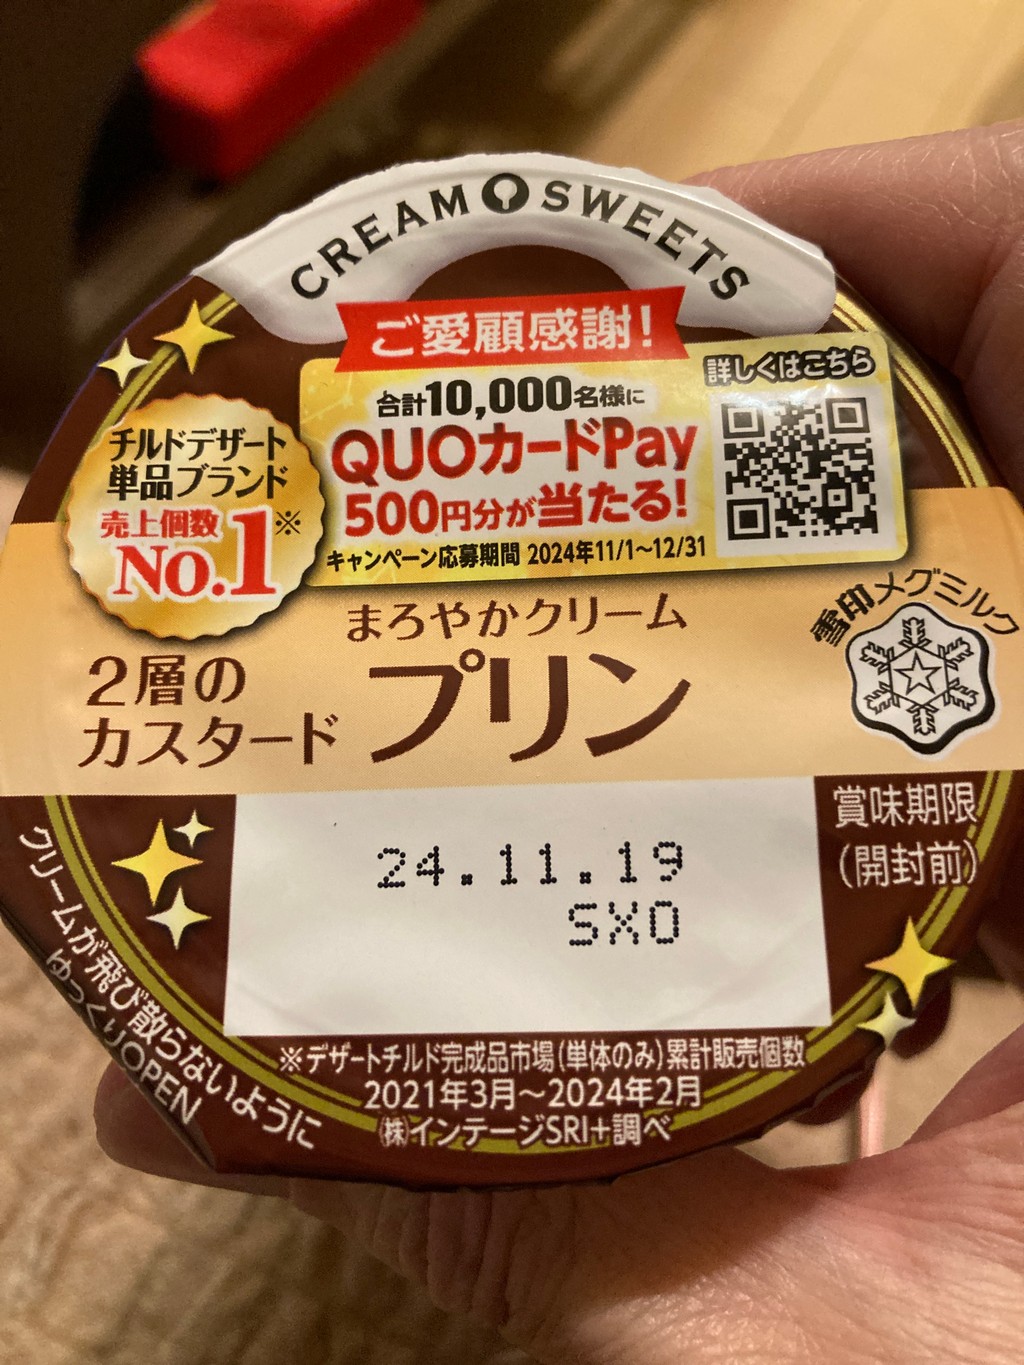 CREAM SWEETS
ご愛顧感謝!
合計10,000名様に
QUOカードPay
500円分が当たる!
キャンペーン応募期間 2024年11/1~12/31
詳しくはこちら
チルドデザート
単品ブランド
売上個数
No.1※
雪印メグミルク
まろやかクリーム
プリン
2層の
カスタード
賞味期限
(開封前)
24.11.19
SXO
クリームが飛び散らないように
ゆっくりOPEN
※デザートチルド完成品市場(単体のみ)累計販売個数
2021年3月~2024年2月
㈱インテージSRI+調べ